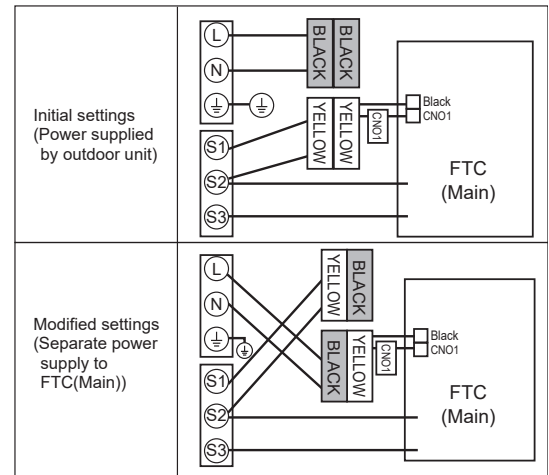 Initial settings
(Power supplied
by outdoor unit)
L
N
S1
S2
S3
BLACK
BLACK
YELLOW
YELLOW
CNO1
Black
CNO1
FTC
(Main)
Modified settings
(Separate power
supply to
FTC(Main))
L
N
S1
S2
S3
YELLOW
BLACK
BLACK
YELLOW
CNO1
Black
CNO1
FTC
(Main)